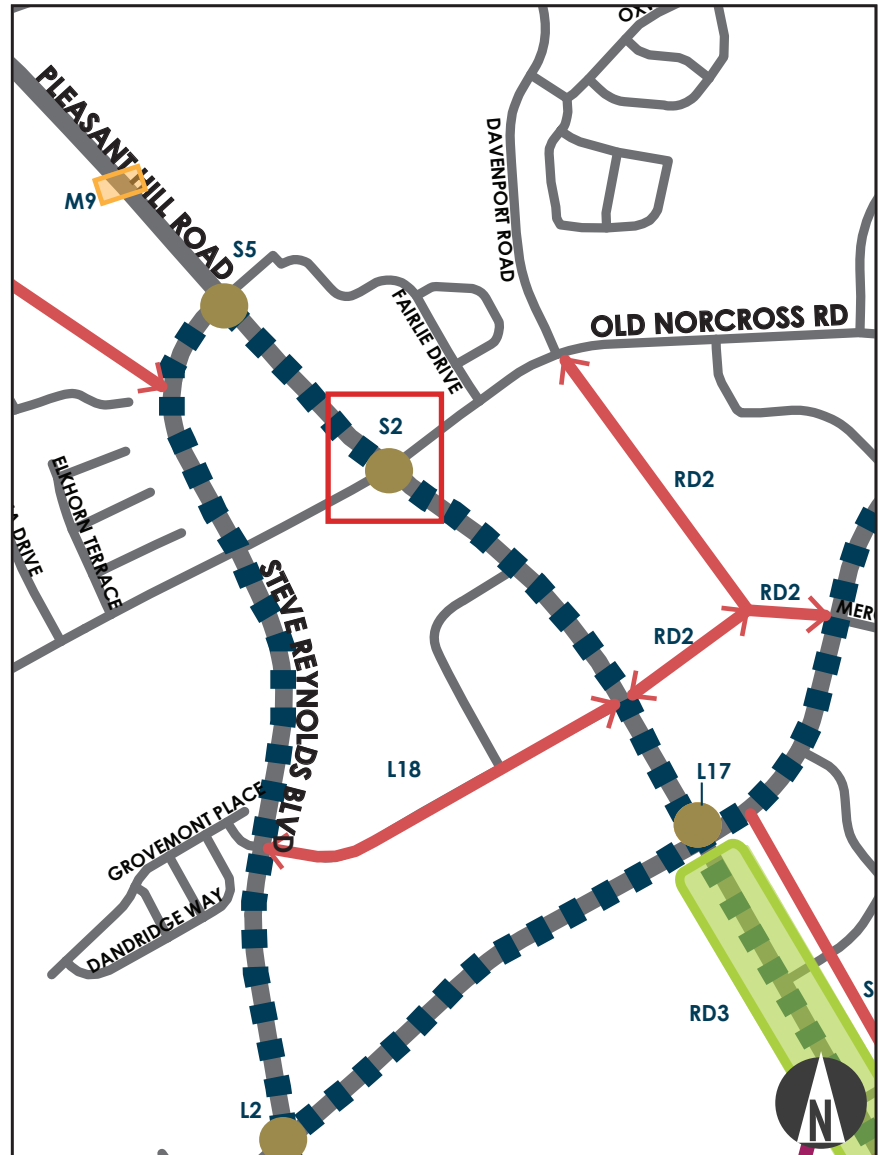 PLEASANT HILL ROAD
M9
S5
DAVENPORT ROAD
FAIRLIE DRIVE
OLD NORCROSS RD
S2
ELKHORN TERRACE
DRIVE
STEVE REYNOLDS BLVD
RD2
RD2
RD2
L18
L17
GROVEMONT PLACE
DANDRIDGE WAY
RD3
L2
N